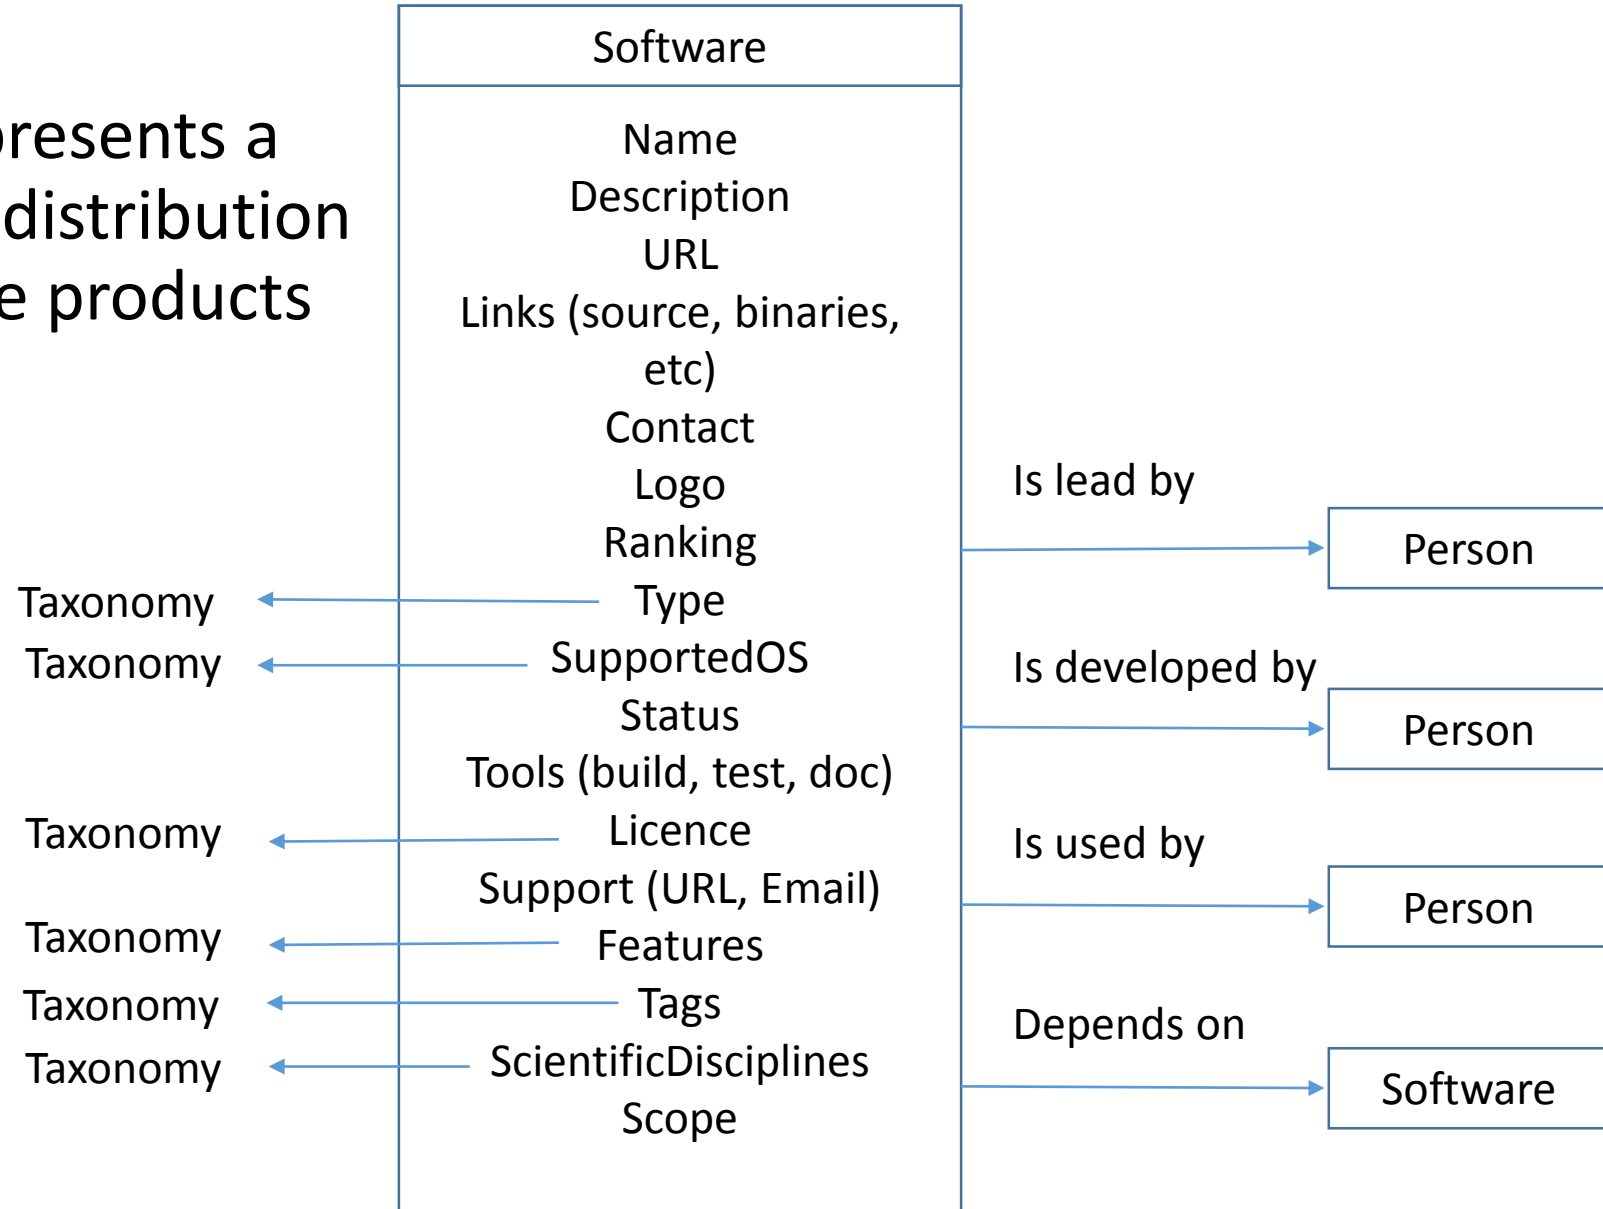 Software
presents a
distribution
e products
Name
Description
URL
Links (source, binaries,
etc)
Contact
Logo
Ranking
Type
SupportedOS
Status
Tools (build, test, doc)
Licence
Support (URL, Email)
Features
Tags
ScientificDisciplines
Scope
Taxonomy
Taxonomy
Taxonomy
Taxonomy
Taxonomy
Taxonomy
Is lead by
Person
Is developed by
Person
Is used by
Person
Depends on
Software